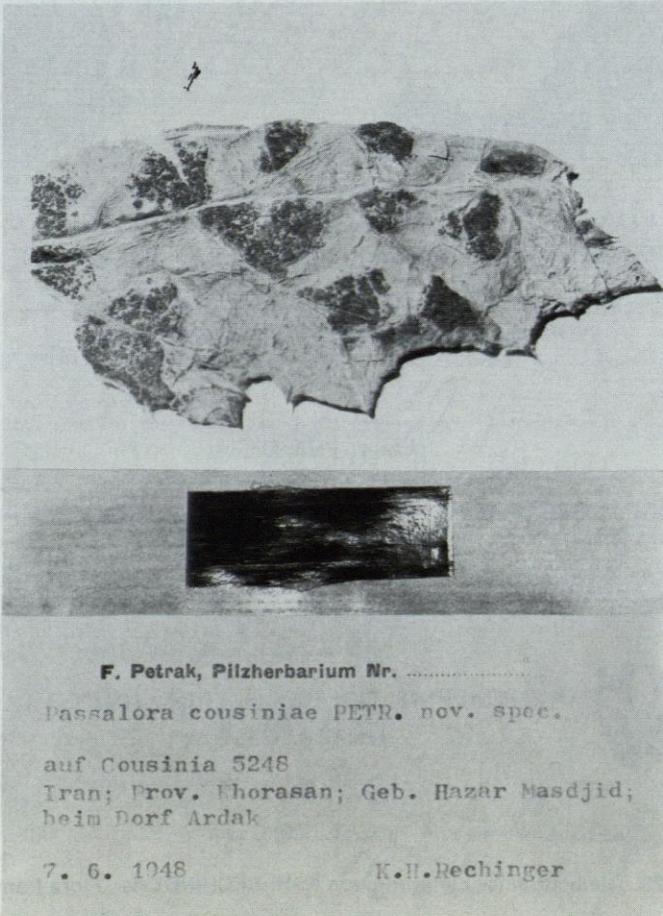 F. Petrak, Pilzherbarium Nr. ........................
Passalora cousiniae PETR. nov. spec.
auf Cousinia 5248
Iran; Prov. Khorasan; Geb. Hazar Masdjid;
beim Dorf Ardak
7. 6. 1948 K.H.Rechinger